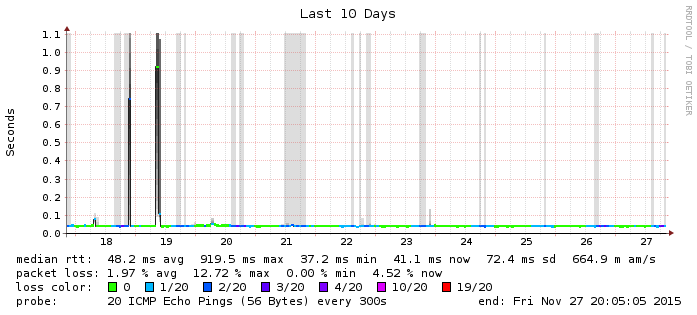 Last 10 Days
RRDTOOL / TOBI OETIKER
Seconds
1.1
1.0
0.9
0.8
0.7
0.6
0.5
0.4
0.3
0.2
0.1
0.0
18 19 20 21 22 23 24 25 26 27
median rtt: 48.2 ms avg 919.5 ms max 37.2 ms min 41.1 ms now 72.4 ms sd 664.9 m am/s
packet loss: 1.97 % avg 12.72 % max 0.00 % min 4.52 % now
loss color: 0 1/20 2/20 3/20 4/20 10/20 19/20
probe: 20 ICMP Echo Pings (56 Bytes) every 300s end: Fri Nov 27 20:05:05 2015